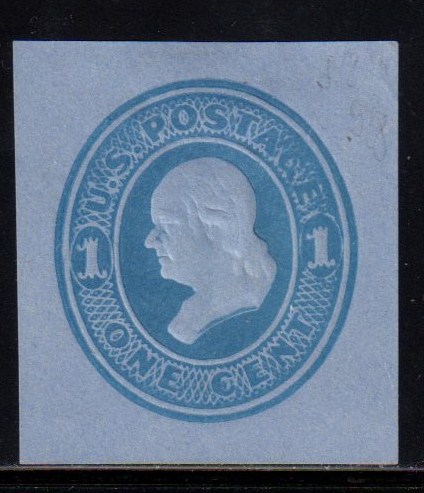 U.S. POSTAGE
1 1
ONE CENT